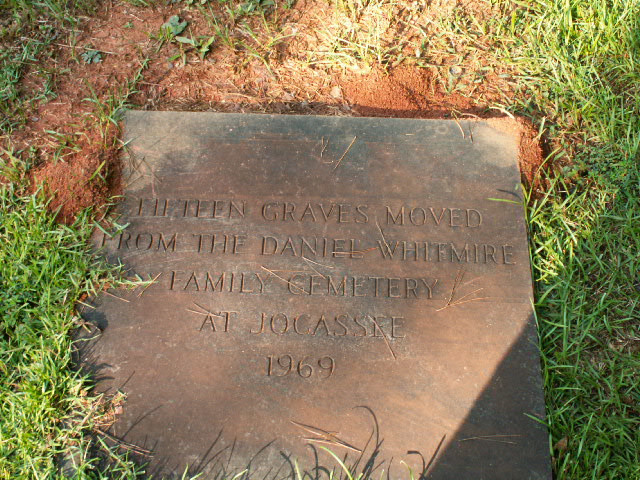 FIFTEEN GRAVES MOVED
FROM THE DANIEL WHITMIRE
FAMILY CEMETERY
AT JOCASSEE
1969